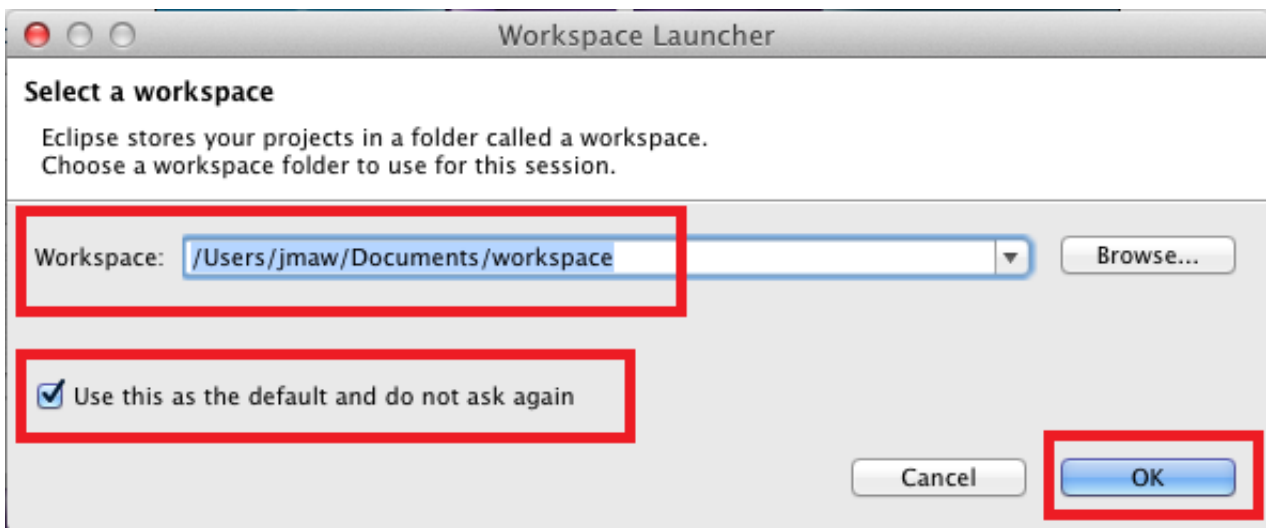 Workspace Launcher
Select a workspace
Eclipse stores your projects in a folder called a workspace.
Choose a workspace folder to use for this session.
Workspace: /Users/jmaw/Documents/workspace Browse...
Use this as the default and do not ask again
Cancel OK